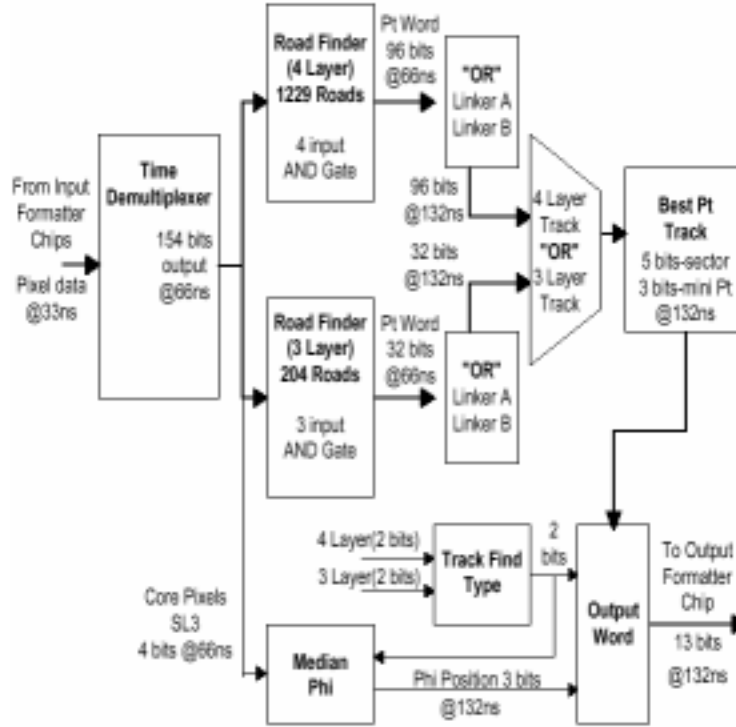 Road Finder
(4 Layer)
1229 Roads
4 input
AND Gate
Pt Word
96 bits
@66ns
"OR"
Linker A
Linker B
Time
Demultiplexer
154 bits
output
@66ns
From Input
Formatter
Chips
Pixel data
@33ns
96 bits
@132ns
32 bits
@132ns
4 Layer
Track
"OR"
3 Layer
Track
Best Pt
Track
5 bits-sector
3 bits-mini Pt
@132ns
Road Finder
(3 Layer)
204 Roads
3 input
AND Gate
Pt Word
32 bits
@66ns
"OR"
Linker A
Linker B
4 Layer(2 bits)
3 Layer(2 bits)
Track Find
Type
2
bits
Output
Word
To Output
Formatter
Chip
13 bits
@132ns
Core Pixels
SL3
4 bits @66ns
Median
Phi
Phi Position 3 bits
@132ns